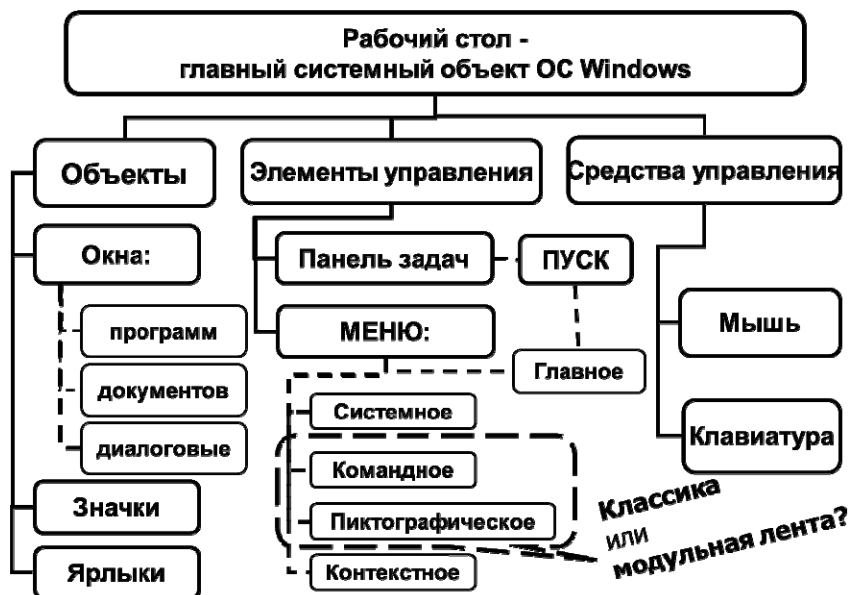 Рабочий стол -
главный системный объект ОС Windows
Объекты
Элементы управления
Средства управления
Окна:
Панель задач
ПУСК
программ
МЕНЮ:
Мышь
Главное
документов
Системное
диалоговые
Клавиатура
Командное
Значки
Пиктографическое
Классика
или
модульная лента?
Ярлыки
Контекстное